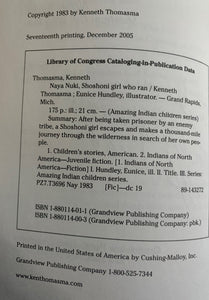 Copyright 1983 by Kenneth Thomasma
Seventeenth printing, December 2005
Library of Congress Cataloging-in-Publication Data
Thomasma, Kenneth
Naya Nuki, Shoshoni girl who ran / Kenneth
Thomasma ; Eunice Hundley, illustrator. — Grand Rapids,
Mich.
175 p. ill.; 21 cm. — (Amazing Indian children series)
Summary: After being taken prisoner by an enemy
tribe, a Shoshoni girl escapes and makes a thousand-mile
journey through the wilderness in search of her own peo-
ple.
1. Children's stories, American. 2. Indians of North
America—Juvenile fiction. [1. Indians of North
America—Fiction] I. Hundley, Eunice, ill. II. Title. III. Series:
Amazing Indian children series.
PZ7.T3696 Nay 1983 [Fic]—dc 19 89-143272
ISBN 1-880114-01-1 (Grandview Publishing Company)
ISBN 1-880114-00-3 (Grandview Publishing Company: pbk.)
Printed in the United States of America by Cushing-Malloy, Inc.
Grandview Publishing Company 1-800-525-7344
www.kenthomasma.com